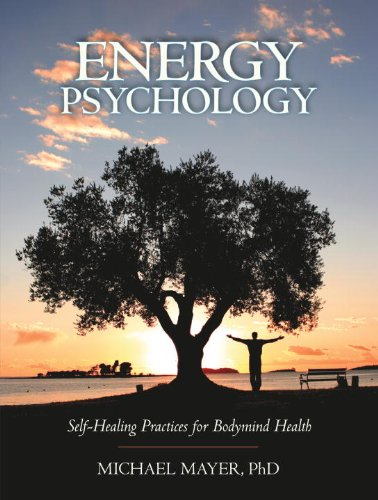 ENERGY
PSYCHOLOGY
Self-Healing Practices for Bodymind Health
MICHAEL MAYER, PhD